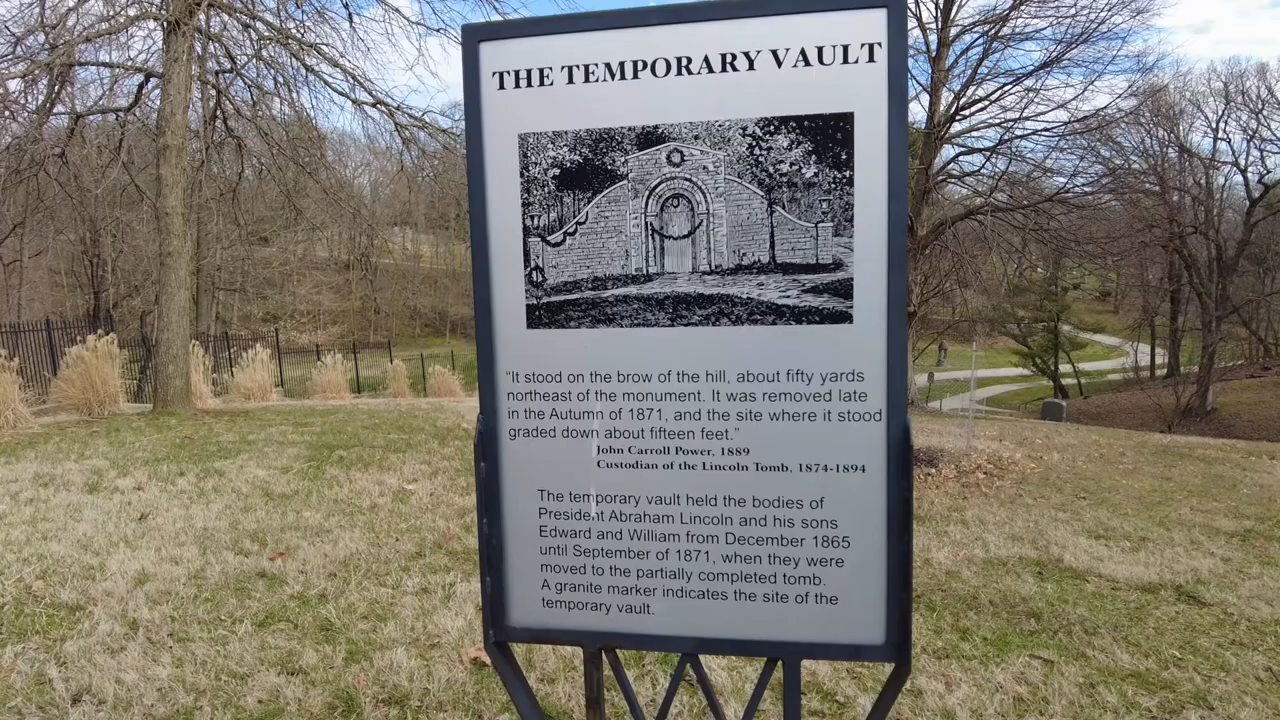 THE TEMPORARY VAULT
“It stood on the brow of the hill, about fifty yards
northeast of the monument. It was removed late
in the Autumn of 1871, and the site where it stood
graded down about fifteen feet.”
John Carroll Power, 1889
Custodian of the Lincoln Tomb, 1874-1894
The temporary vault held the bodies of
President Abraham Lincoln and his sons
Edward and William from December 1865
until September of 1871, when they were
moved to the partially completed tomb.
A granite marker indicates the site of the
temporary vault.